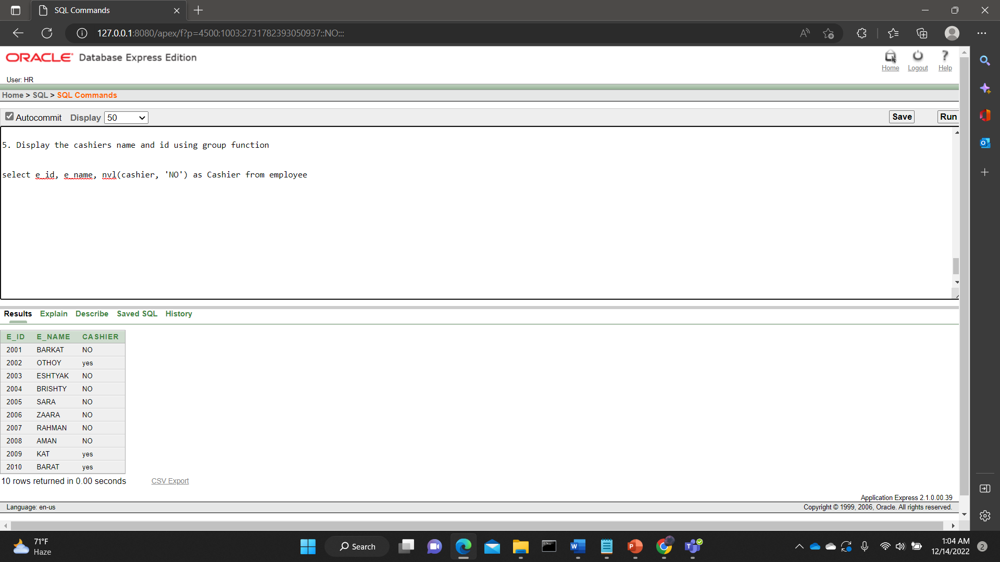 SQL Commands
127.0.0.1:8080/apex/f?p=4500:1003:2731782393050937::NO:::
ORACLE Database Express Edition
Home Logout Help
User: HR
Home > SQL > SQL Commands
Autocommit Display 50 Save Run
5. Display the cashiers name and id using group function
select e_id, e_name, nvl(cashier, 'NO') as Cashier from employee
Results Explain Describe Saved SQL History
E_ID E_NAME CASHIER
2001 BARKAT NO
2002 OTHOY yes
2003 ESHTYAK NO
2004 BRISHTY NO
2005 SARA NO
2006 ZAARA NO
2007 RAHMAN NO
2008 AMAN NO
2009 KAT yes
2010 BARAT yes
10 rows returned in 0.00 seconds CSV Export
Application Express 2.1.0.00.39
Language: en-us Copyright © 1999, 2006, Oracle. All rights reserved.
71°F
Haze
Search
1:04 AM
12/14/2022
2